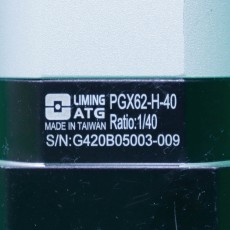 LIMING PGX62-H-40
ATG
MADE IN TAIWAN Ratio:1/40
S/N:G420B05003-009